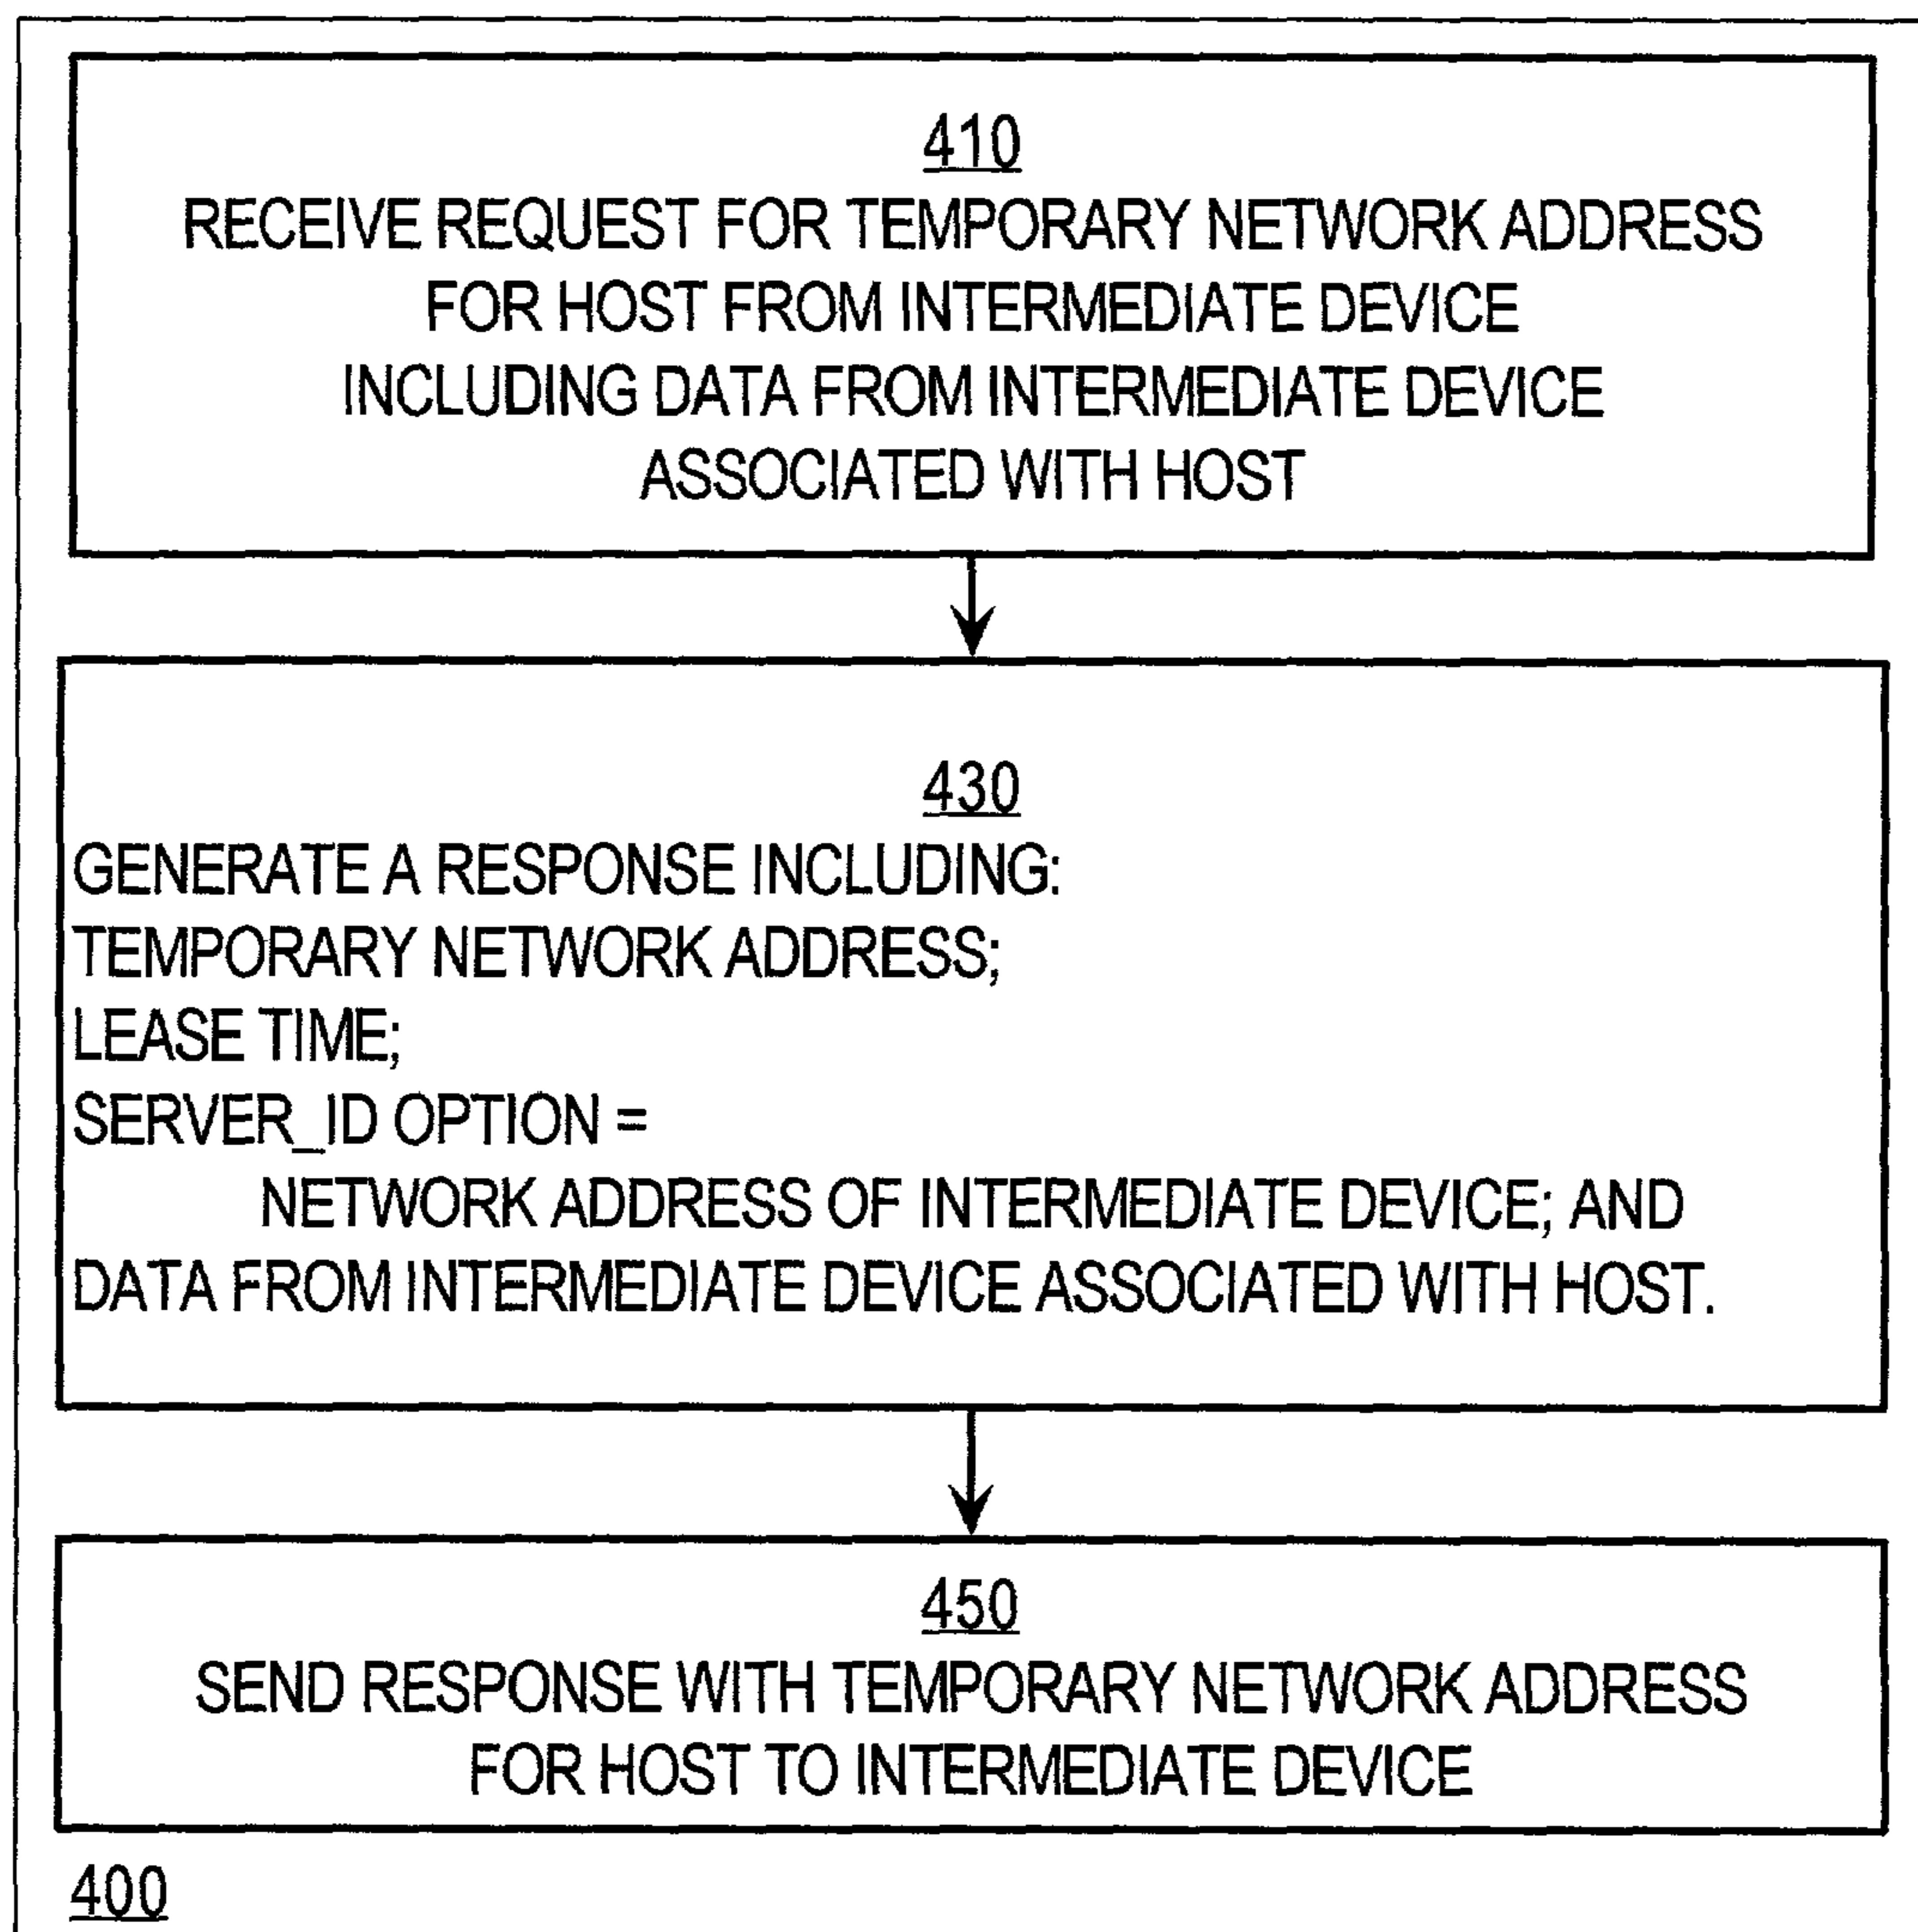 410
RECEIVE REQUEST FOR TEMPORARY NETWORK ADDRESS
FOR HOST FROM INTERMEDIATE DEVICE
INCLUDING DATA FROM INTERMEDIATE DEVICE
ASSOCIATED WITH HOST
430
GENERATE A RESPONSE INCLUDING:
TEMPORARY NETWORK ADDRESS;
LEASE TIME;
SERVER_ID OPTION =
NETWORK ADDRESS OF INTERMEDIATE DEVICE; AND
DATA FROM INTERMEDIATE DEVICE ASSOCIATED WITH HOST.
450
SEND RESPONSE WITH TEMPORARY NETWORK ADDRESS
FOR HOST TO INTERMEDIATE DEVICE
400